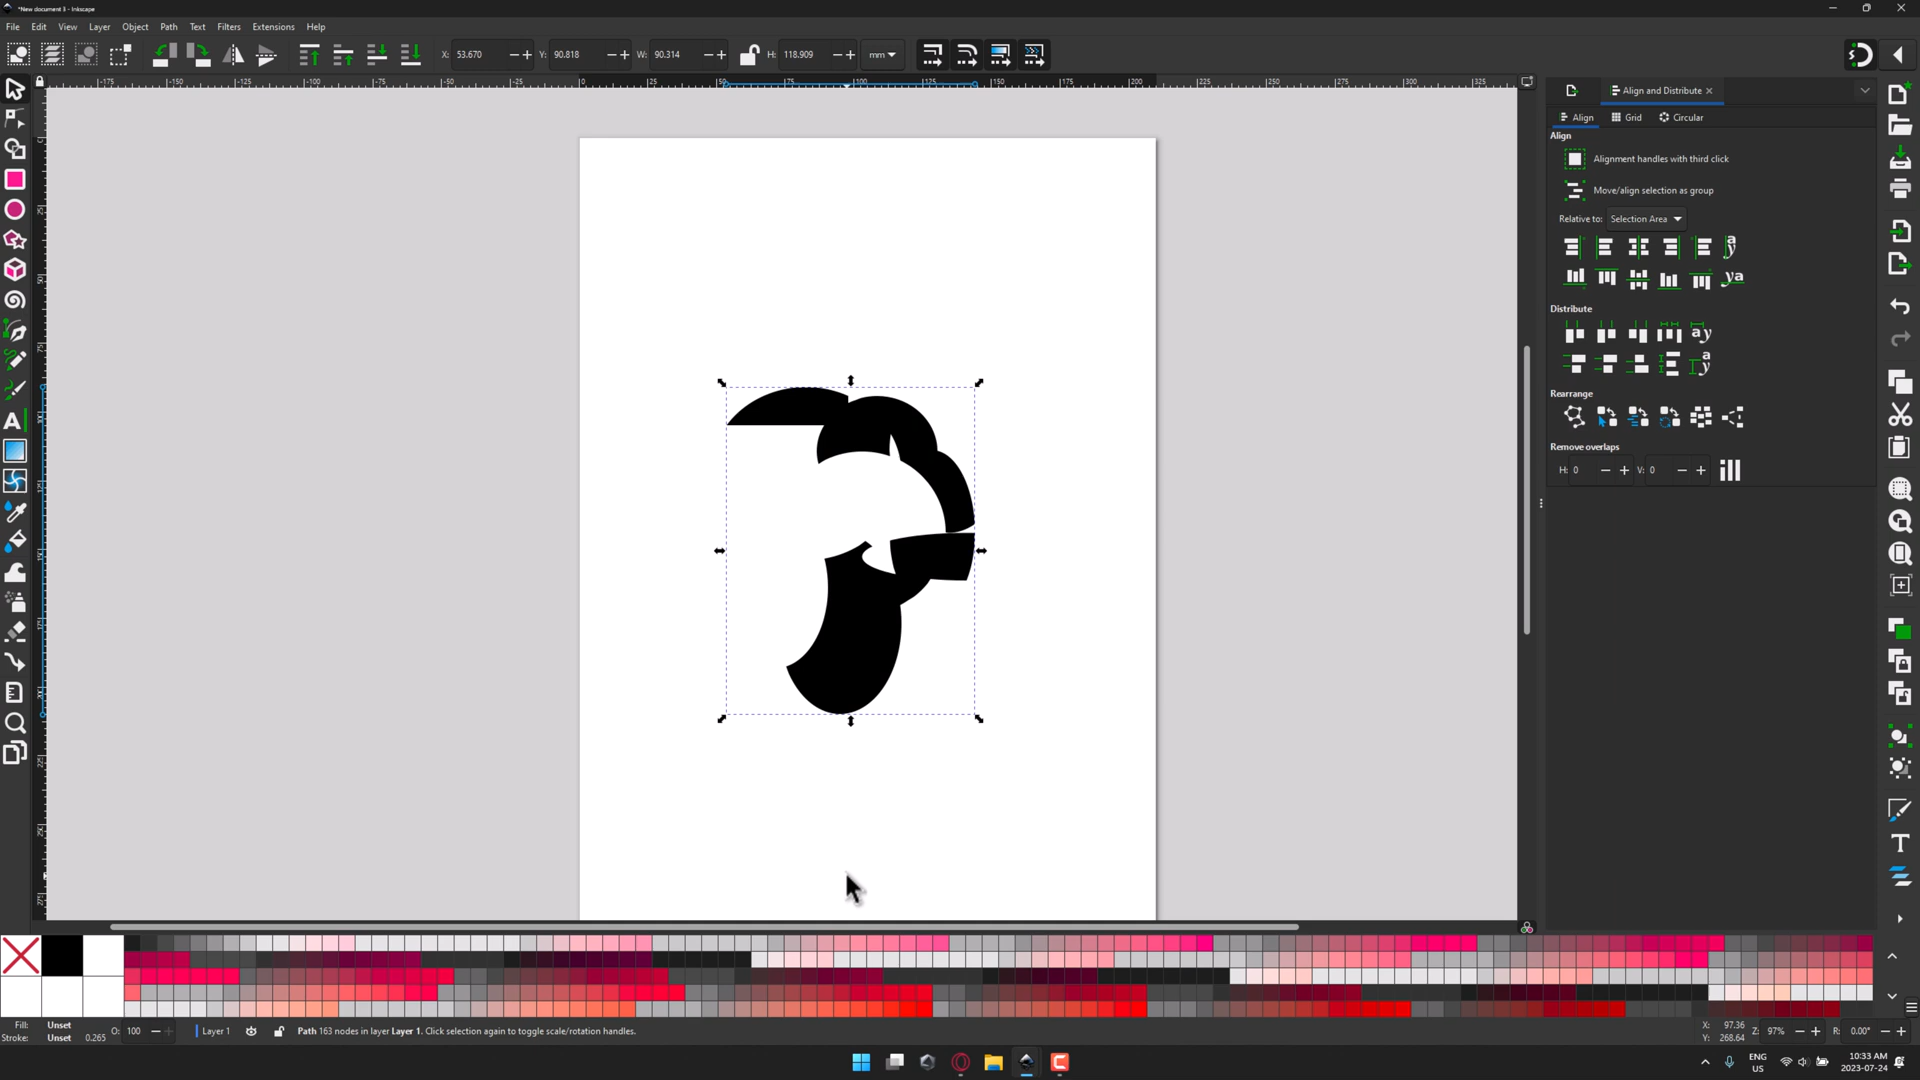 *New document 3 - Inkscape
File Edit View Layer Object Path Text Filters Extensions Help
X: 53.670 Y: 90.818 W: 90.314 H: 118.909 mm
Align and Distribute
Align Grid Circular
Align
Alignment handles with third click
Move/align selection as group
Relative to: Selection Area
Distribute
Rearrange
Remove overlaps
H: 0 V: 0
Fill: Unset
Stroke: Unset 0.265
O: 100
Layer 1
Path 163 nodes in layer Layer 1. Click selection again to toggle scale/rotation handles.
X: 97.36
Y: 268.64
Z: 97% R: 0.00°
ENG
US
10:33 AM
2023-07-24